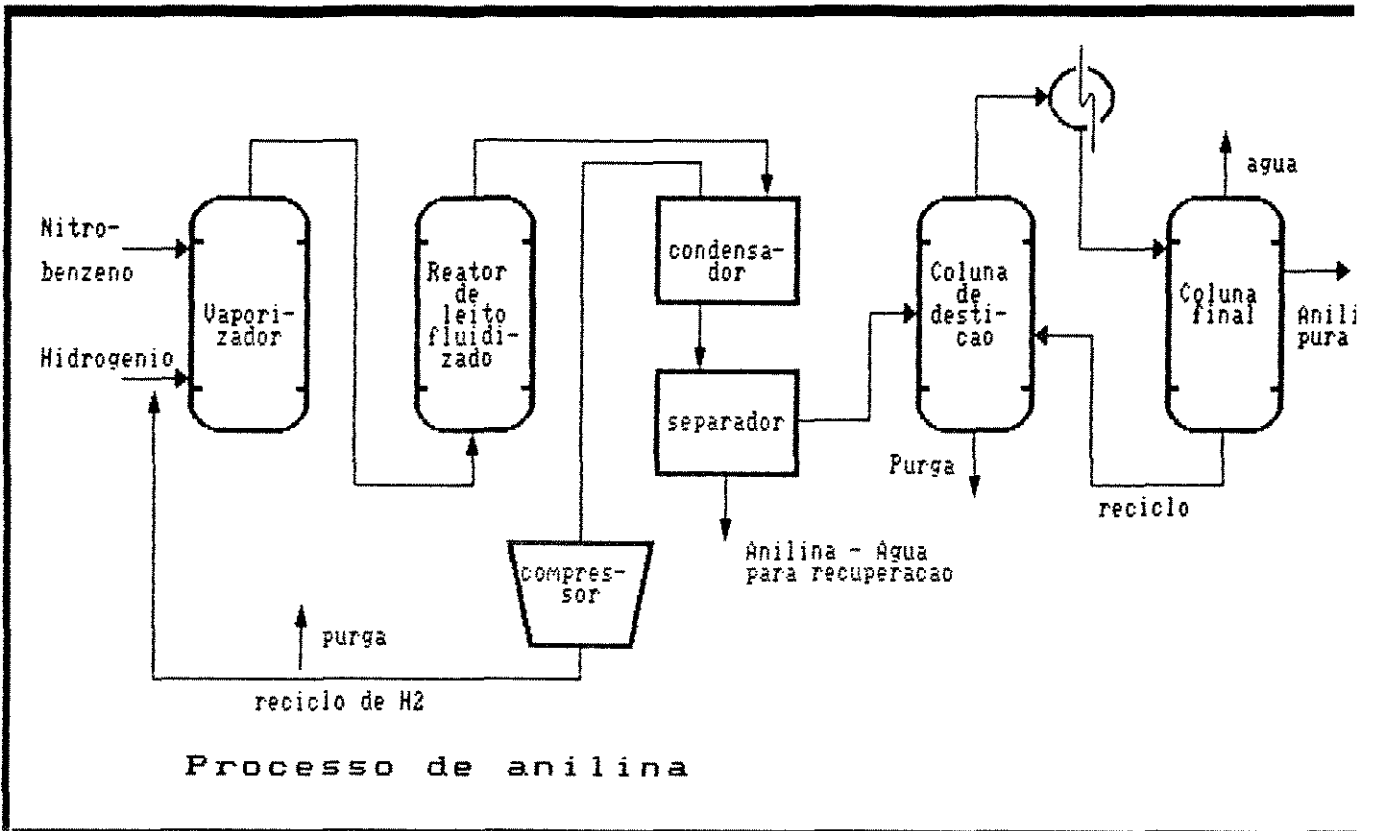 Nitro-
benzeno
Hidrogenio
Vapori-
zador
Reator
de
leito
fluidi-
zado
condensa-
dor
separador
Anilina - Agua
para recuperacao
compres-
sor
purga
reciclo de H2
Coluna
de
desti-
cao
Purga
reciclo
agua
Coluna
final
Anili
pura
Processo de anilina